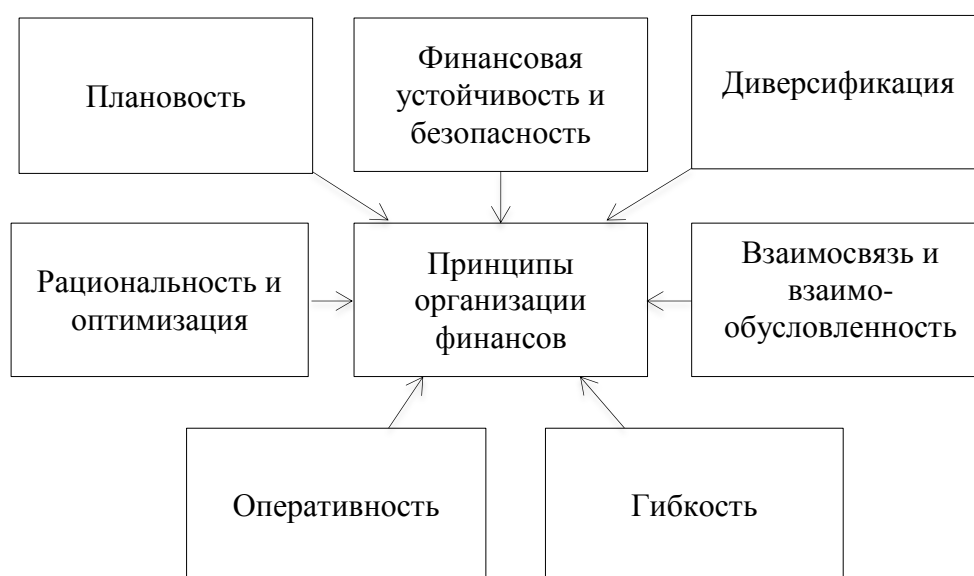 Плановость
Финансовая
устойчивость и
безопасность
Диверсификация
Рациональность и
оптимизация
Принципы
организации
финансов
Взаимосвязь и
взаимо-
обусловленность
Оперативность
Гибкость